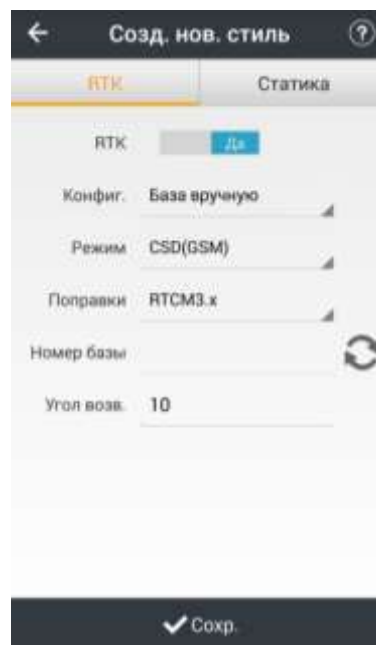 Созд. нов. стиль ?
RTK Статика
RTK Да
Конфиг. База вручную
Режим CSD(GSM)
Поправки RTCM3.x
Номер базы
Угол возв. 10
Сохр.